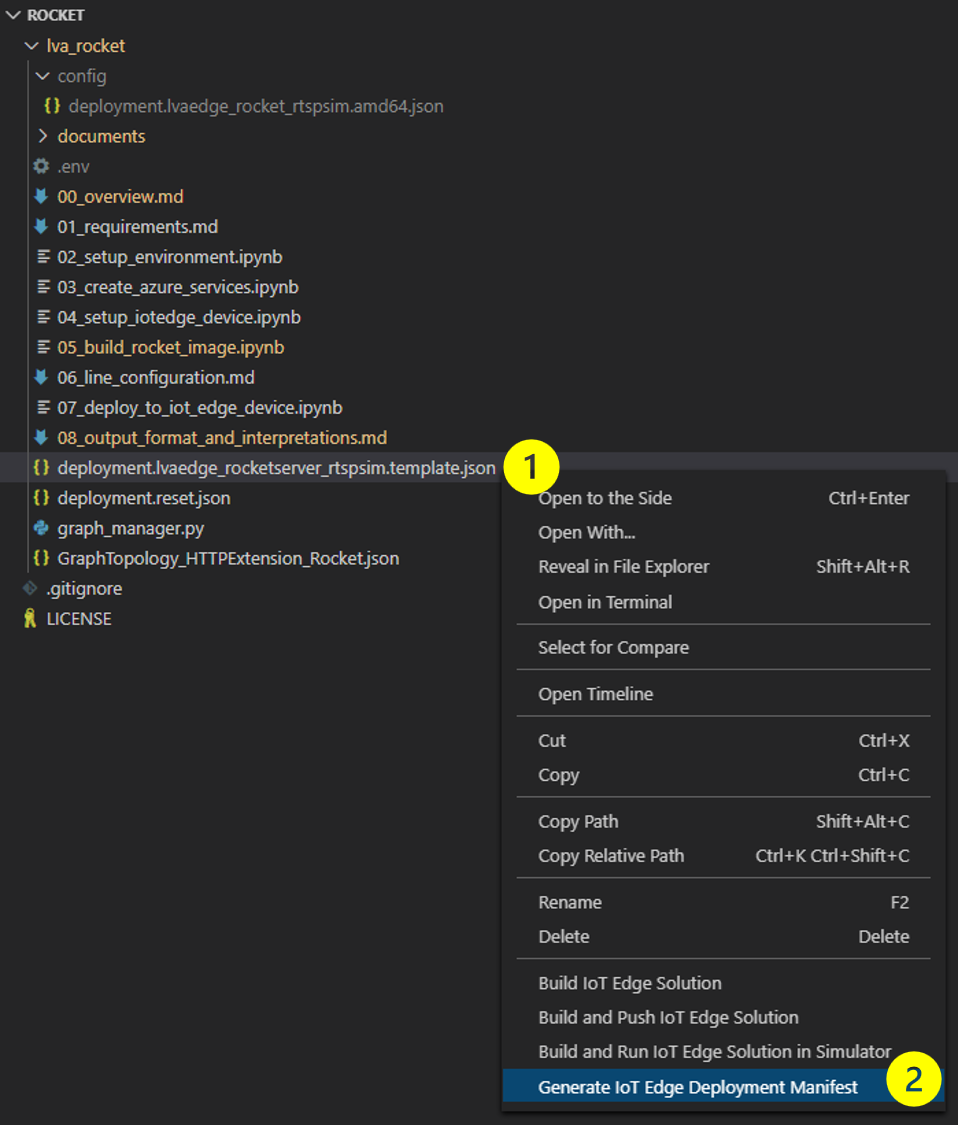 ROCKET
lva_rocket
config
{} deployment.lvaedge_rocket_rtspsim.amd64.json
documents
.env
00_overview.md
01_requirements.md
02_setup_environment.ipynb
03_create_azure_services.ipynb
04_setup_iotedge_device.ipynb
05_build_rocket_image.ipynb
06_line_configuration.md
07_deploy_to_iot_edge_device.ipynb
08_output_format_and_interpretations.md
{} deployment.lvaedge_rocketserver_rtspsim.template.json 1
{} deployment.reset.json
graph_manager.py
{} GraphTopology_HTTPExtension_Rocket.json
.gitignore
LICENSE
Open to the Side Ctrl+Enter
Open With...
Reveal in File Explorer Shift+Alt+R
Open in Terminal
Select for Compare
Open Timeline
Cut Ctrl+X
Copy Ctrl+C
Copy Path Shift+Alt+C
Copy Relative Path Ctrl+K Ctrl+Shift+C
Rename F2
Delete Delete
Build IoT Edge Solution
Build and Push IoT Edge Solution
Build and Run IoT Edge Solution in Simulator
Generate IoT Edge Deployment Manifest 2